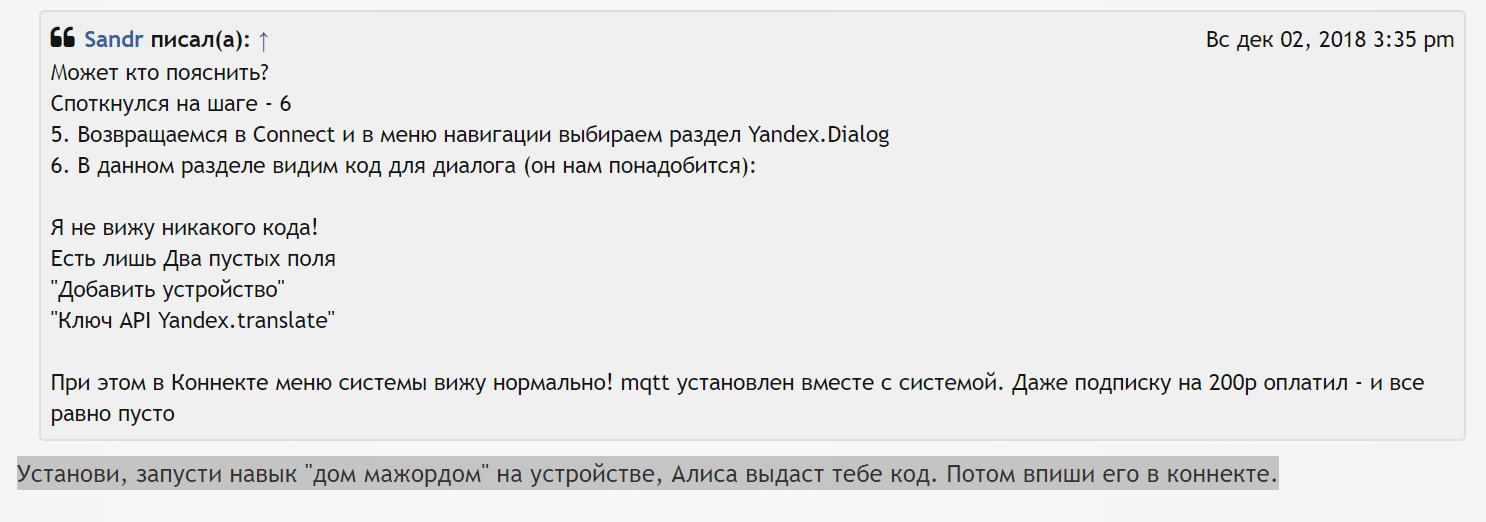 Sandr писал(а): ↑ Вс дек 02, 2018 3:35 pm
Может кто пояснить?
Споткнулся на шаге - 6
5. Возвращаемся в Connect и в меню навигации выбираем раздел Yandex.Dialog
6. В данном разделе видим код для диалога (он нам понадобится):
Я не вижу никакого кода!
Есть лишь Два пустых поля
"Добавить устройство"
"Ключ API Yandex.translate"
При этом в Коннекте меню системы вижу нормально! mqtt установлен вместе с системой. Даже подписку на 200р оплатил - и все
равно пусто
Установи, запусти навык "дом мажордом" на устройстве, Алиса выдаст тебе код. Потом впиши его в коннекте.